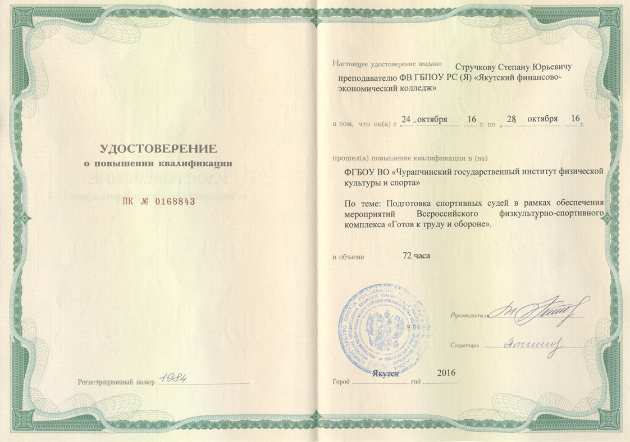 УДОСТОВЕРЕНИЕ
о повышении квалификации
ПК № 0168843
Регистрационный номер 1984
Настоящее удостоверение выдано Стручкову Степану Юрьевичу
преподавателю ФВ ГБПОУ РС (Я) «Якутский финансово-
экономический колледж»
в том, что он(а) с 24 октября 16 г. по 28 октября 16 г.
прошел(а) повышение квалификации в (на)
ФГБОУ ВО «Чурапчинский государственный институт физической
культуры и спорта»
По теме: Подготовка спортивных судей в рамках обеспечения
мероприятий Всероссийского физкультурно-спортивного
комплекса «Готов к труду и обороне».
в объеме 72 часа
Руководитель
Секретарь
Город Якутск год 2016